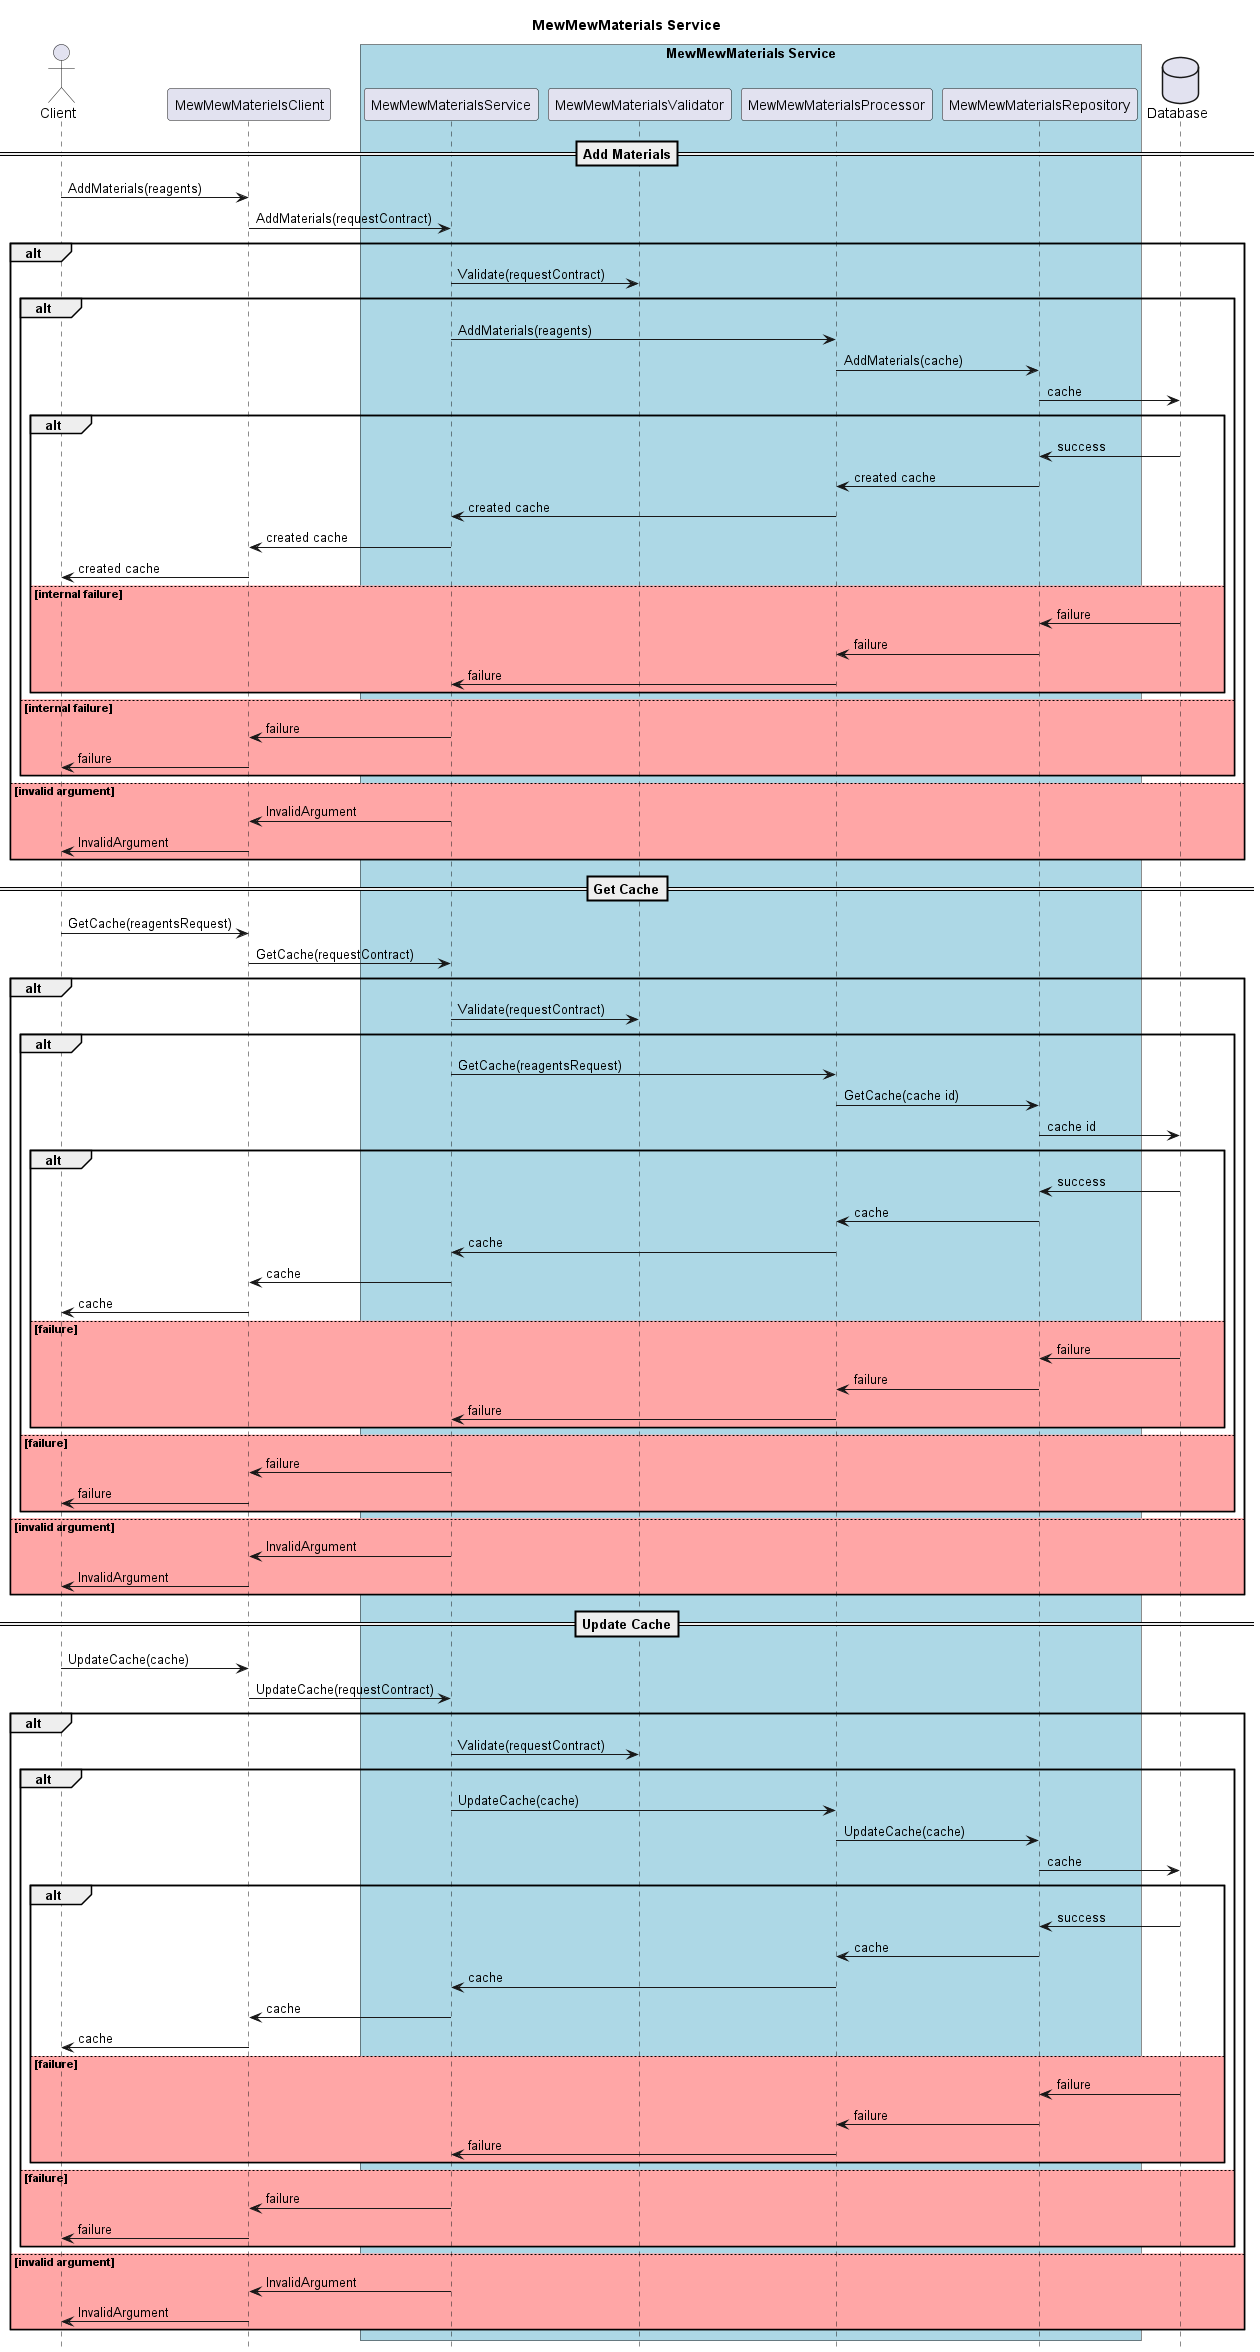 MewMewMaterials Service
MewMewMaterials Service
Client
MewMewMaterielsClient
MewMewMaterialsService
MewMewMaterialsValidator
MewMewMaterialsProcessor
MewMewMaterialsRepository
Database
Add Materials
AddMaterials(reagents)
AddMaterials(requestContract)
alt
Validate(requestContract)
alt
AddMaterials(reagents)
AddMaterials(cache)
cache
alt
success
created cache
created cache
created cache
created cache
[internal failure]
failure
failure
failure
[internal failure]
failure
failure
[invalid argument]
InvalidArgument
InvalidArgument
Get Cache
GetCache(reagentsRequest)
GetCache(requestContract)
alt
Validate(requestContract)
alt
GetCache(reagentsRequest)
GetCache(cache id)
cache id
alt
success
cache
cache
cache
cache
[failure]
failure
failure
failure
[failure]
failure
failure
[invalid argument]
InvalidArgument
InvalidArgument
Update Cache
UpdateCache(cache)
UpdateCache(requestContract)
alt
Validate(requestContract)
alt
UpdateCache(cache)
UpdateCache(cache)
cache
alt
success
cache
cache
cache
cache
[failure]
failure
failure
failure
[failure]
failure
failure
[invalid argument]
InvalidArgument
InvalidArgument